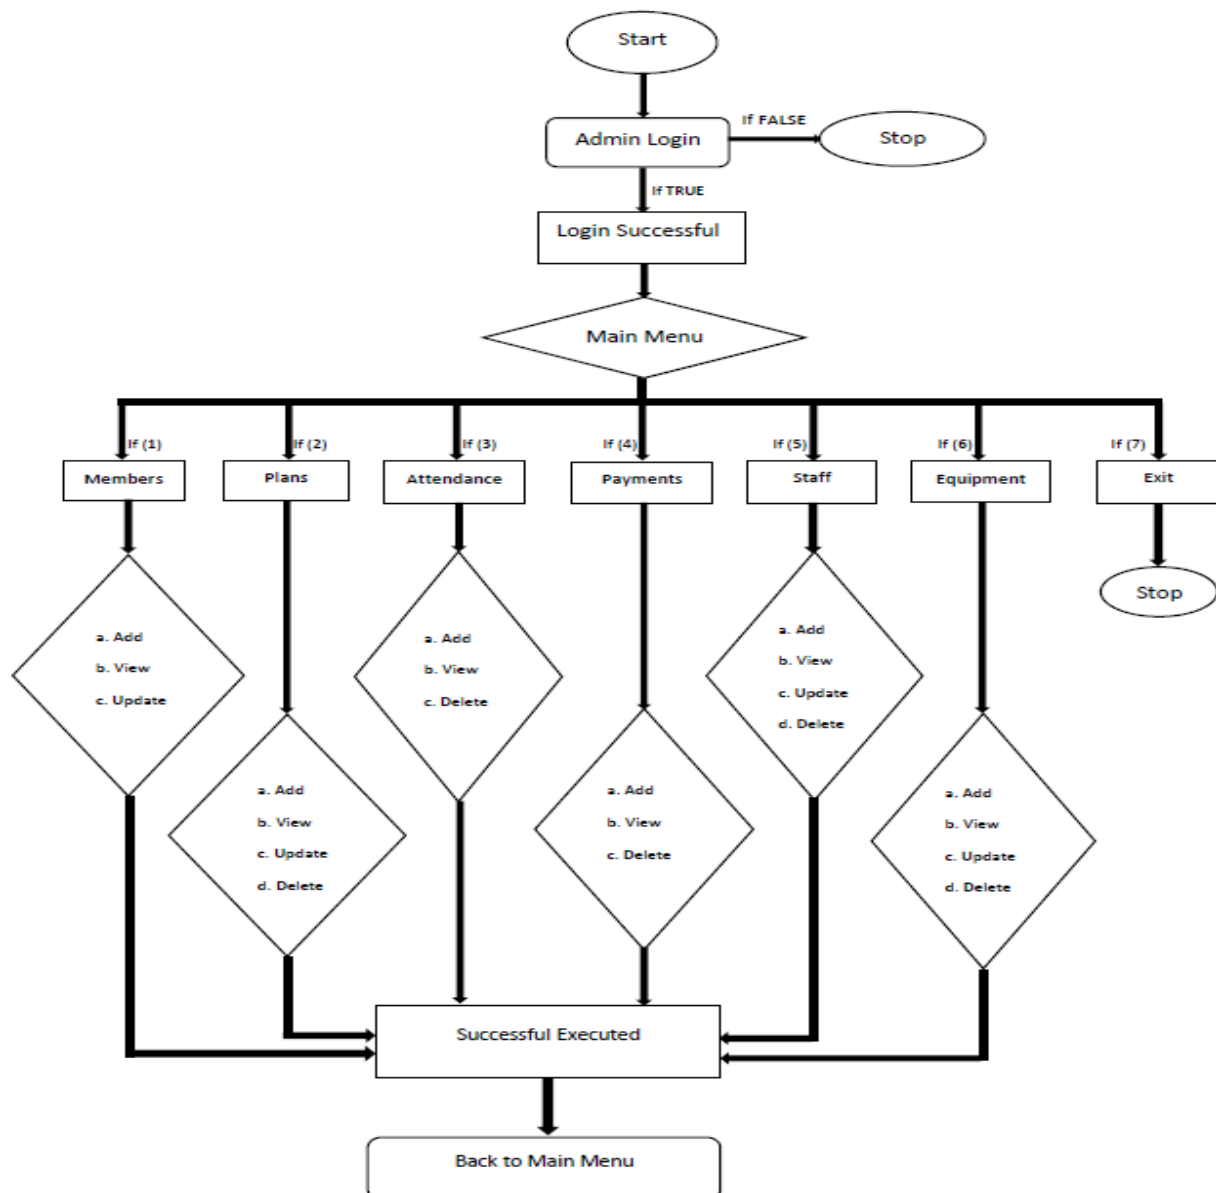 Start
Admin Login
If FALSE
Stop
If TRUE
Login Successful
Main Menu
If (1)
If (2)
If (3)
If (4)
If (5)
If (6)
If (7)
Members
Plans
Attendance
Payments
Staff
Equipment
Exit
Stop
a. Add
b. View
c. Update
a. Add
b. View
c. Update
d. Delete
a. Add
b. View
c. Delete
a. Add
b. View
c. Delete
a. Add
b. View
c. Update
d. Delete
a. Add
b. View
c. Update
d. Delete
Successful Executed
Back to Main Menu